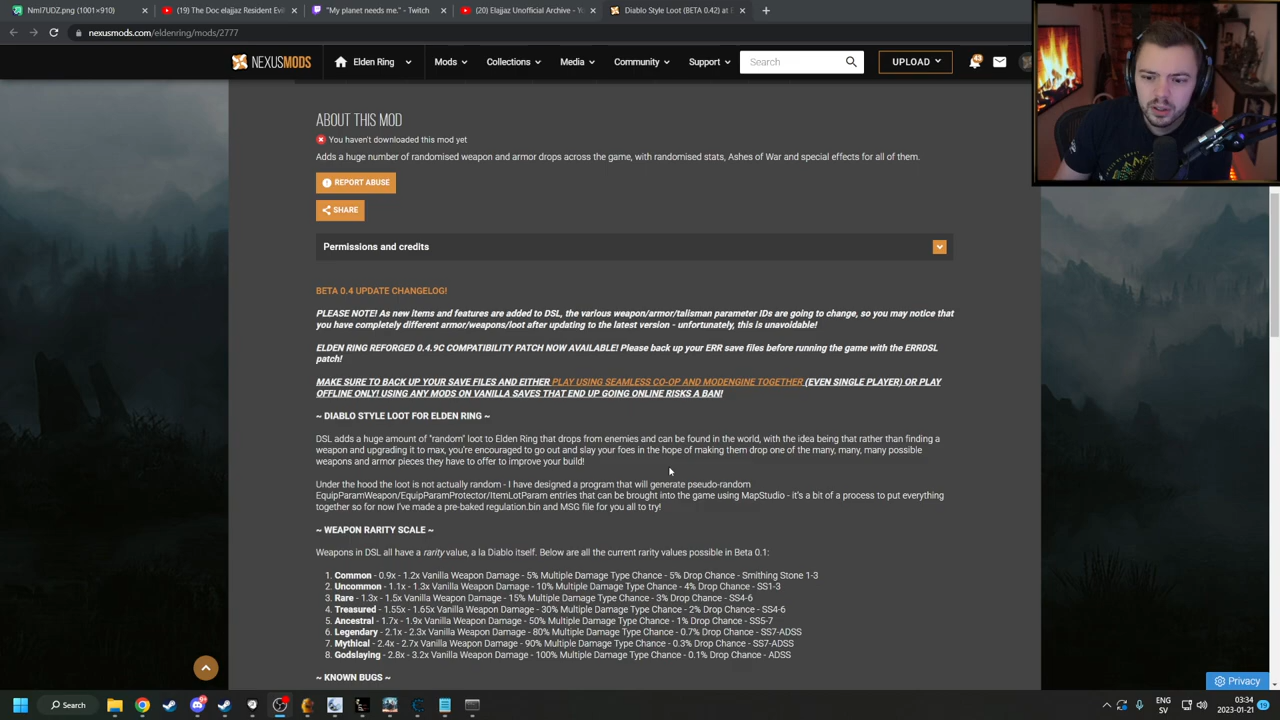 Nml7UDZ.png (1001×910)
(19) The Doc elajjaz Resident Evi
"My planet needs me." - Twitch
(20) Elajjaz Unofficial Archive - Y
Diablo Style Loot (BETA 0.42) at E
nexusmods.com/eldenring/mods/2777
NEXUSMODS
Elden Ring
Mods
Collections
Media
Community
Support
Search
UPLOAD
ABOUT THIS MOD
You haven't downloaded this mod yet
Adds a huge number of randomised weapon and armor drops across the game, with randomised stats, Ashes of War and special effects for all of them.
REPORT ABUSE
SHARE
Permissions and credits
BETA 0.4 UPDATE CHANGELOG!
PLEASE NOTE! As new items and features are added to DSL, the various weapon/armor/talisman parameter IDs are going to change, so you may notice that
you have completely different armor/weapons/loot after updating to the latest version - unfortunately, this is unavoidable!
ELDEN RING REFORGED 0.4.9C COMPATIBILITY PATCH NOW AVAILABLE! Please back up your ERR save files before running the game with the ERRDSL
patch!
MAKE SURE TO BACK UP YOUR SAVE FILES AND EITHER PLAY USING SEAMLESS CO-OP AND MODENGINE TOGETHER (EVEN SINGLE PLAYER) OR PLAY
OFFLINE ONLY! USING ANY MODS ON VANILLA SAVES THAT END UP GOING ONLINE RISKS A BAN!
~ DIABLO STYLE LOOT FOR ELDEN RING ~
DSL adds a huge amount of "random" loot to Elden Ring that drops from enemies and can be found in the world, with the idea being that rather than finding a
weapon and upgrading it to max, you're encouraged to go out and slay your foes in the hope of making them drop one of the many, many, many possible
weapons and armor pieces they have to offer to improve your build!
Under the hood the loot is not actually random - I have designed a program that will generate pseudo-random
EquipParamWeapon/EquipParamProtector/ItemLotParam entries that can be brought into the game using MapStudio - it's a bit of a process to put everything
together so for now I've made a pre-baked regulation.bin and MSG file for you all to try!
~ WEAPON RARITY SCALE ~
Weapons in DSL all have a rarity value, a la Diablo itself. Below are all the current rarity values possible in Beta 0.1:
1. Common - 0.9x - 1.2x Vanilla Weapon Damage - 5% Multiple Damage Type Chance - 5% Drop Chance - Smithing Stone 1-3
2. Uncommon - 1.1x - 1.3x Vanilla Weapon Damage - 10% Multiple Damage Type Chance - 4% Drop Chance - SS1-3
3. Rare - 1.3x - 1.5x Vanilla Weapon Damage - 15% Multiple Damage Type Chance - 3% Drop Chance - SS4-6
4. Treasured - 1.55x - 1.65x Vanilla Weapon Damage - 30% Multiple Damage Type Chance - 2% Drop Chance - SS4-6
5. Ancestral - 1.7x - 1.9x Vanilla Weapon Damage - 50% Multiple Damage Type Chance - 1% Drop Chance - SS5-7
6. Legendary - 2.1x - 2.3x Vanilla Weapon Damage - 80% Multiple Damage Type Chance - 0.7% Drop Chance - SS7-ADSS
7. Mythical - 2.4x - 2.7x Vanilla Weapon Damage - 90% Multiple Damage Type Chance - 0.3% Drop Chance - SS7-ADSS
8. Godslaying - 2.8x - 3.2x Vanilla Weapon Damage - 100% Multiple Damage Type Chance - 0.1% Drop Chance - ADSS
~ KNOWN BUGS ~
Privacy
Search
ENG
SV
03:34
2023-01-21
19